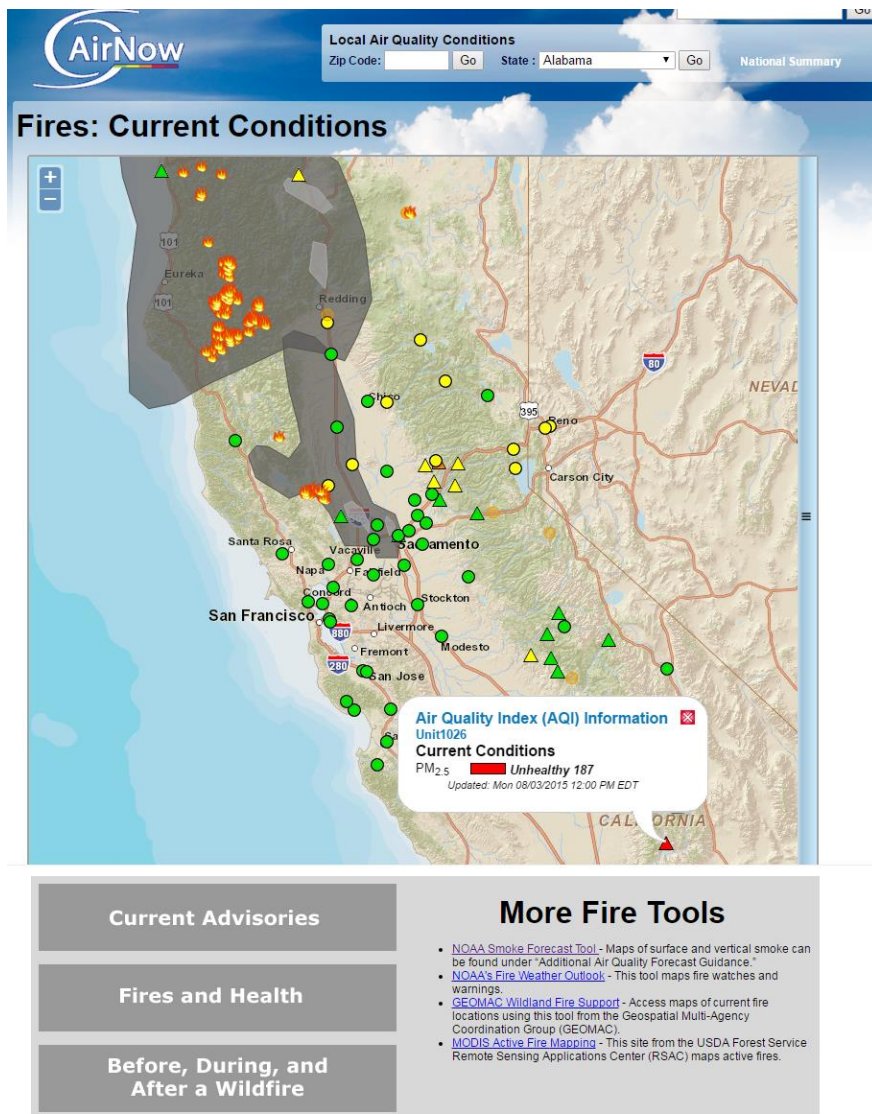 Go
AirNow
Local Air Quality Conditions
Zip Code: Go State : Alabama Go National Summary
Fires: Current Conditions
+
−
101
Eureka
101
Redding
80
NEVAD
Chico
395
Reno
Carson City
Santa Rosa
Vacaville
Sacramento
Napa
Fairfield
Concord
Antioch
Stockton
San Francisco
880
Livermore
Modesto
Fremont
280
San Jose
Sa
Air Quality Index (AQI) Information
Unit1026
Current Conditions
PM2.5 Unhealthy 187
Updated: Mon 08/03/2015 12:00 PM EDT
CALIFORNIA
Current Advisories
Fires and Health
Before, During, and
After a Wildfire
More Fire Tools
• NOAA Smoke Forecast Tool - Maps of surface and vertical smoke can
be found under “Additional Air Quality Forecast Guidance.”
• NOAA's Fire Weather Outlook - This tool maps fire watches and
warnings.
• GEOMAC Wildland Fire Support - Access maps of current fire
locations using this tool from the Geospatial Multi-Agency
Coordination Group (GEOMAC).
• MODIS Active Fire Mapping - This site from the USDA Forest Service
Remote Sensing Applications Center (RSAC) maps active fires.